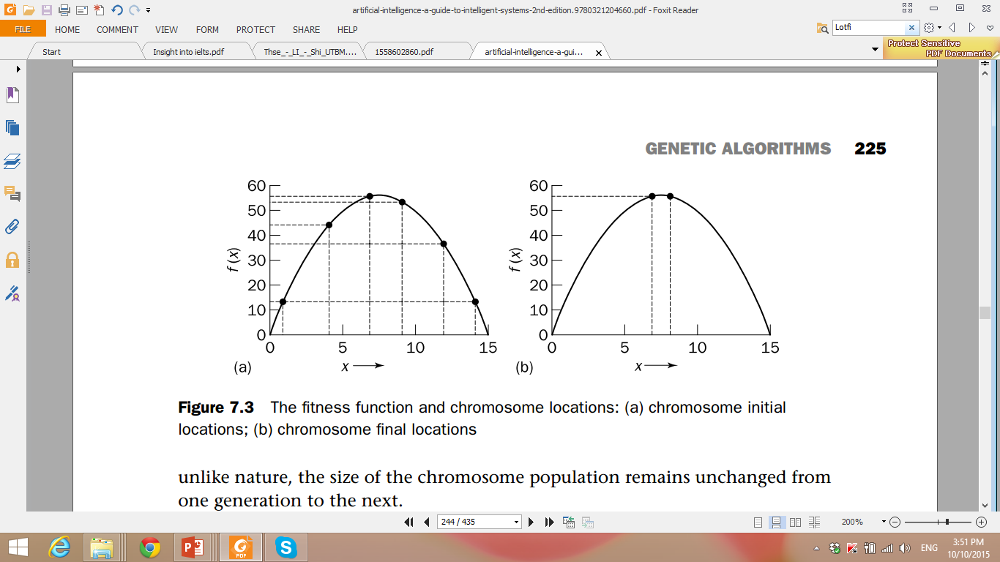 artificial-intelligence-a-guide-to-intelligent-systems-2nd-edition.9780321204660.pdf - Foxit Reader
FILE HOME COMMENT VIEW FORM PROTECT SHARE HELP
Lotfi
Start Insight into ielts.pdf Thse_-_LI_-_Shi_UTBM.... 1558602860.pdf artificial-intelligence-a-gui...
Protect Sensitive
PDF Documents
GENETIC ALGORITHMS 225
60
50
40
30
20
10
0
f (x)
0 5 10 15
x
(a)
60
50
40
30
20
10
0
f (x)
0 5 10 15
x
(b)
Figure 7.3 The fitness function and chromosome locations: (a) chromosome initial
locations; (b) chromosome final locations
unlike nature, the size of the chromosome population remains unchanged from
one generation to the next.
244 / 435
200%
PDF
ENG
3:51 PM
10/10/2015